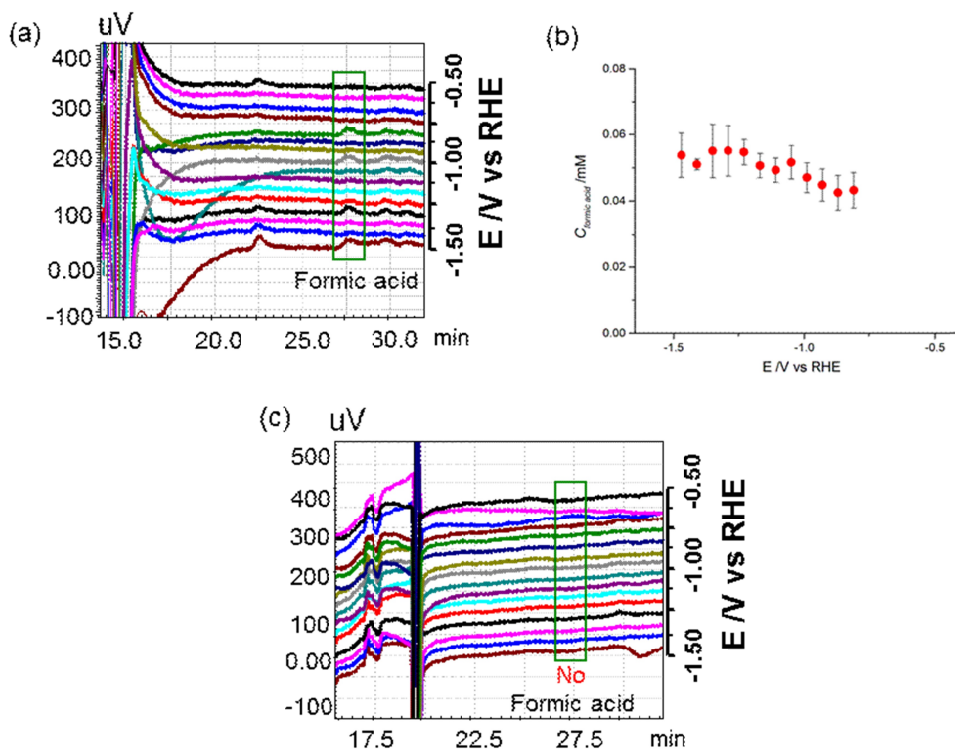 (a)
uV
400
300
200
100
0.00
-100
15.0 20.0 25.0 30.0 min
Formic acid
-0.50
-1.00
-1.50
E /V vs RHE
(b)
0.08
0.06
0.04
0.02
0.00
C formic acid /mM
-1.5 -1.0 -0.5
E /V vs RHE
(c)
uV
500
400
300
200
100
0.00
-100
17.5 22.5 27.5 min
No
Formic acid
-0.50
-1.00
-1.50
E /V vs RHE